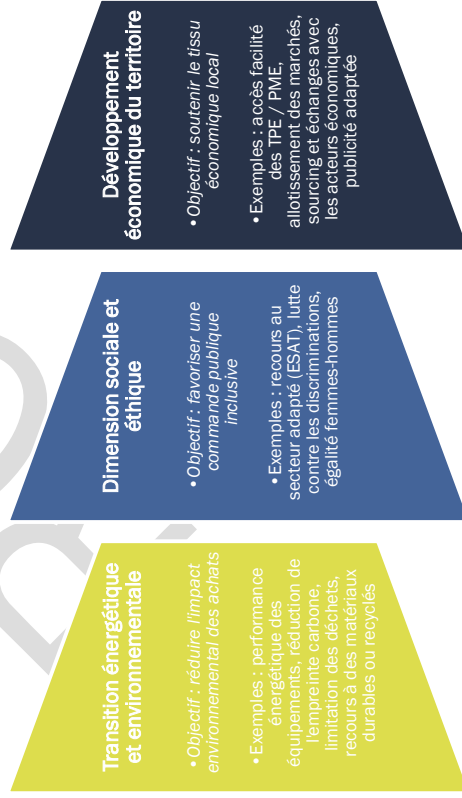 Transition énergétique
et environnementale
• Objectif : réduire l'impact
environnemental des achats
• Exemples : performance
énergétique des
équipements, réduction de
l'empreinte carbone,
limitation des déchets,
recours à des matériaux
durables ou recyclés
Dimension sociale et
éthique
• Objectif : favoriser une
commande publique
inclusive
• Exemples : recours au
secteur adapté (ESAT), lutte
contre les discriminations,
égalité femmes-hommes
Développement
économique du territoire
• Objectif : soutenir le tissu
économique local
• Exemples : accès facilité
des TPE / PME,
allotissement des marchés,
sourcing et échanges avec
les acteurs économiques,
publicité adaptée